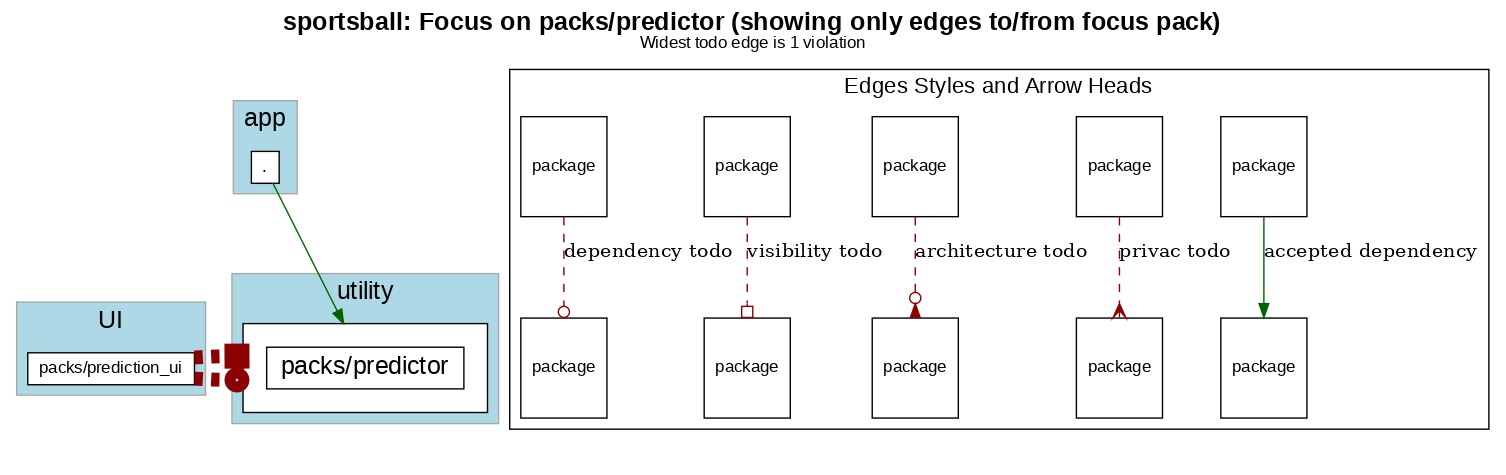 sportsball: Focus on packs/predictor (showing only edges to/from focus pack)
Widest todo edge is 1 violation
Edges Styles and Arrow Heads
app
.
package package package package package
dependency todo visibility todo architecture todo privac todo accepted dependency
utility
UI
packs/prediction_ui
packs/predictor
package package package package package